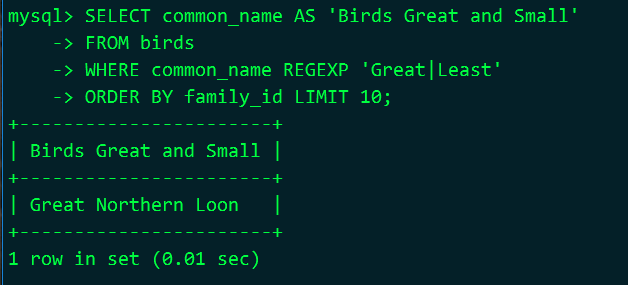 mysql> SELECT common_name AS 'Birds Great and Small'
    -> FROM birds
    -> WHERE common_name REGEXP 'Great|Least'
    -> ORDER BY family_id LIMIT 10;
+-----------------------+
| Birds Great and Small |
+-----------------------+
| Great Northern Loon   |
+-----------------------+
1 row in set (0.01 sec)